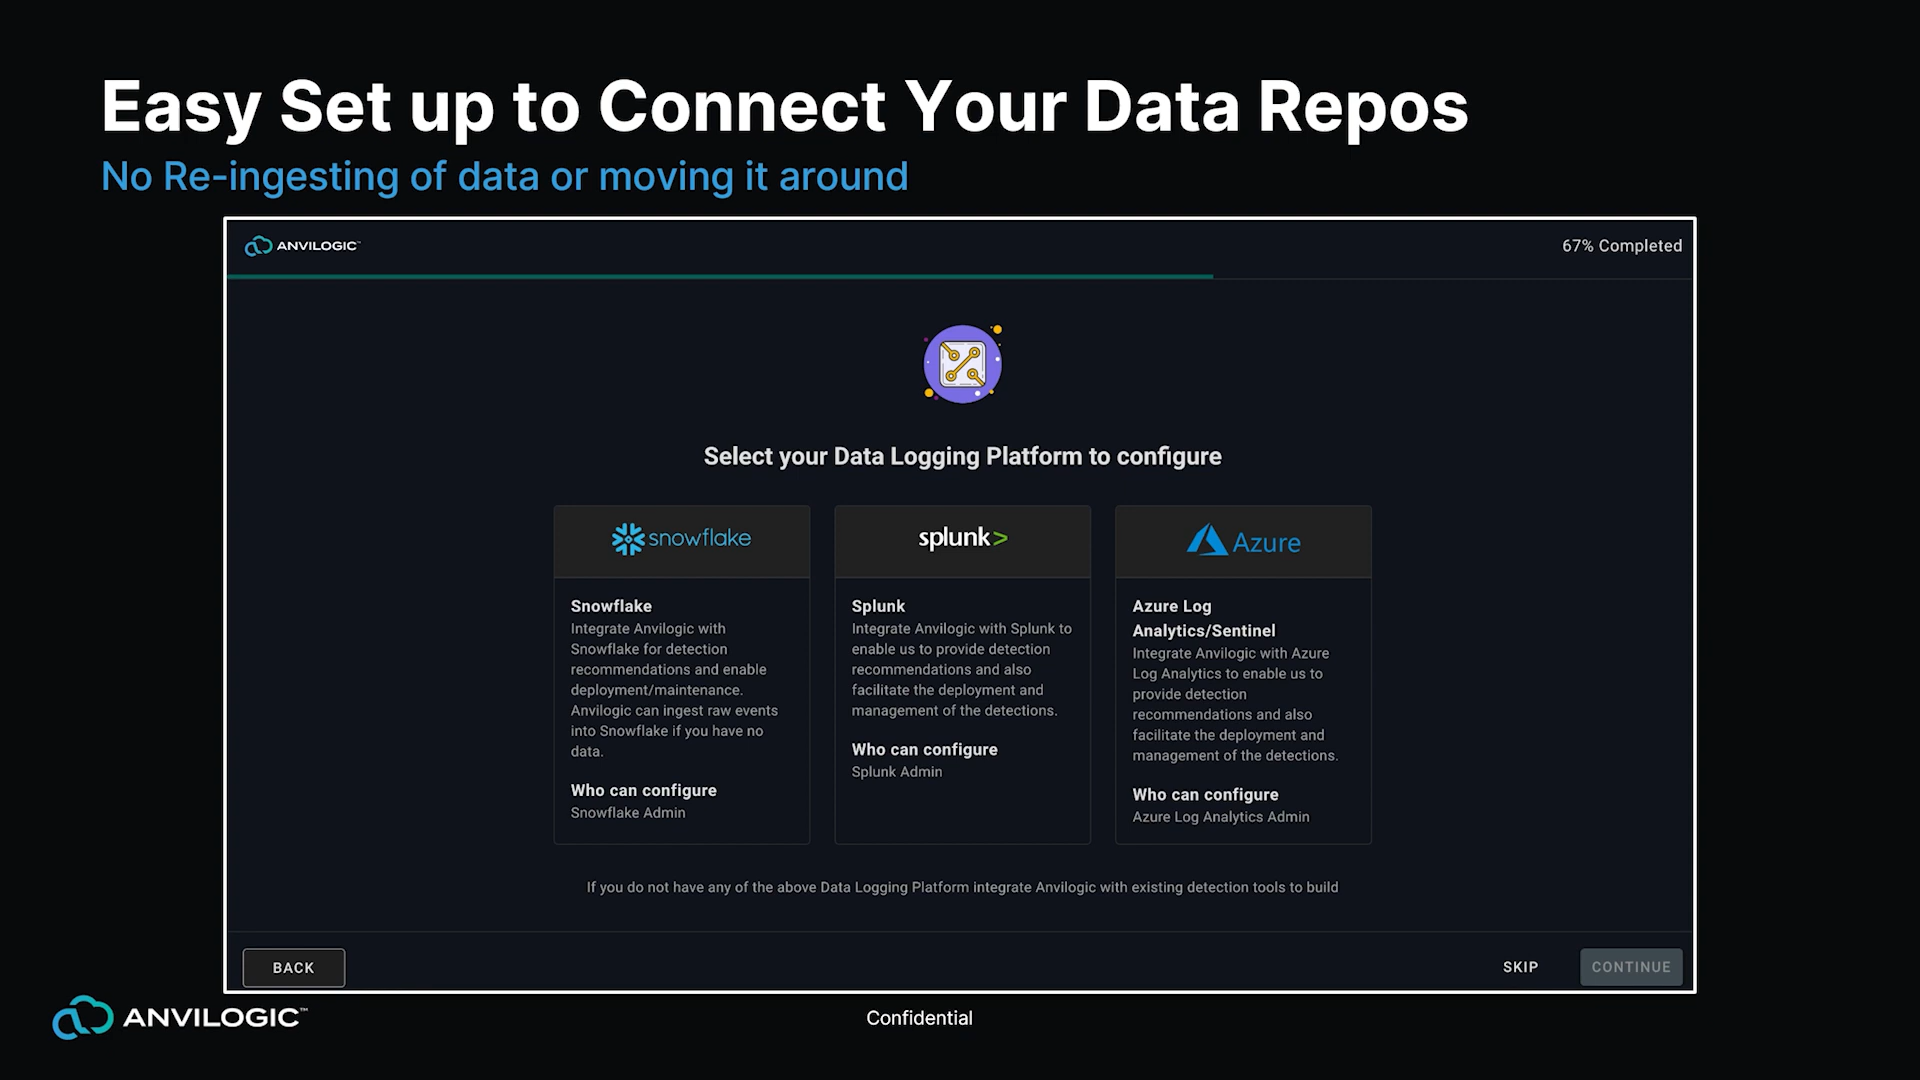 Easy Set up to Connect Your Data Repos
No Re-ingesting of data or moving it around
ANVILOGIC™
67% Completed
Select your Data Logging Platform to configure
snowflake
Snowflake
Integrate Anvilogic with
Snowflake for detection
recommendations and enable
deployment/maintenance.
Anvilogic can ingest raw events
into Snowflake if you have no
data.
Who can configure
Snowflake Admin
splunk>
Splunk
Integrate Anvilogic with Splunk to
enable us to provide detection
recommendations and also
facilitate the deployment and
management of the detections.
Who can configure
Splunk Admin
Azure
Azure Log
Analytics/Sentinel
Integrate Anvilogic with Azure
Log Analytics to enable us to
provide detection
recommendations and also
facilitate the deployment and
management of the detections.
Who can configure
Azure Log Analytics Admin
If you do not have any of the above Data Logging Platform integrate Anvilogic with existing detection tools to build
BACK
SKIP
CONTINUE
ANVILOGIC™
Confidential